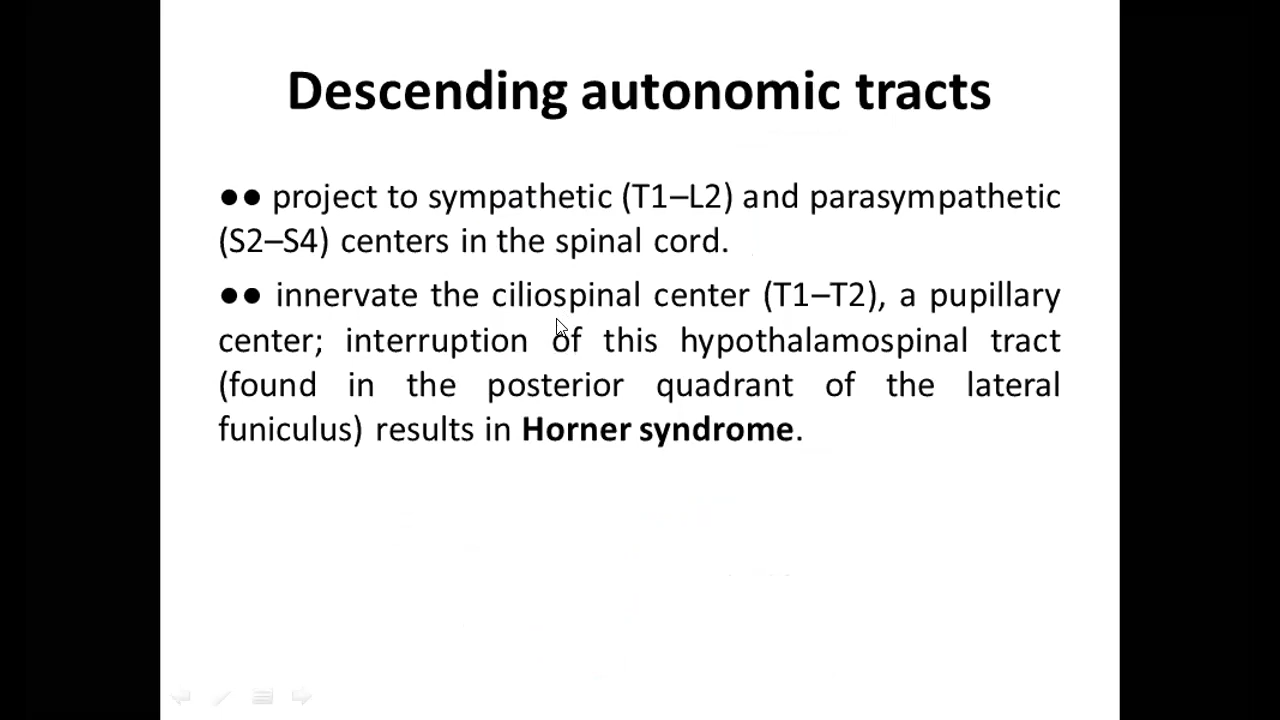 Descending autonomic tracts
●● project to sympathetic (T1–L2) and parasympathetic
(S2–S4) centers in the spinal cord.
●● innervate the ciliospinal center (T1–T2), a pupillary
center; interruption of this hypothalamospinal tract
(found in the posterior quadrant of the lateral
funiculus) results in Horner syndrome.